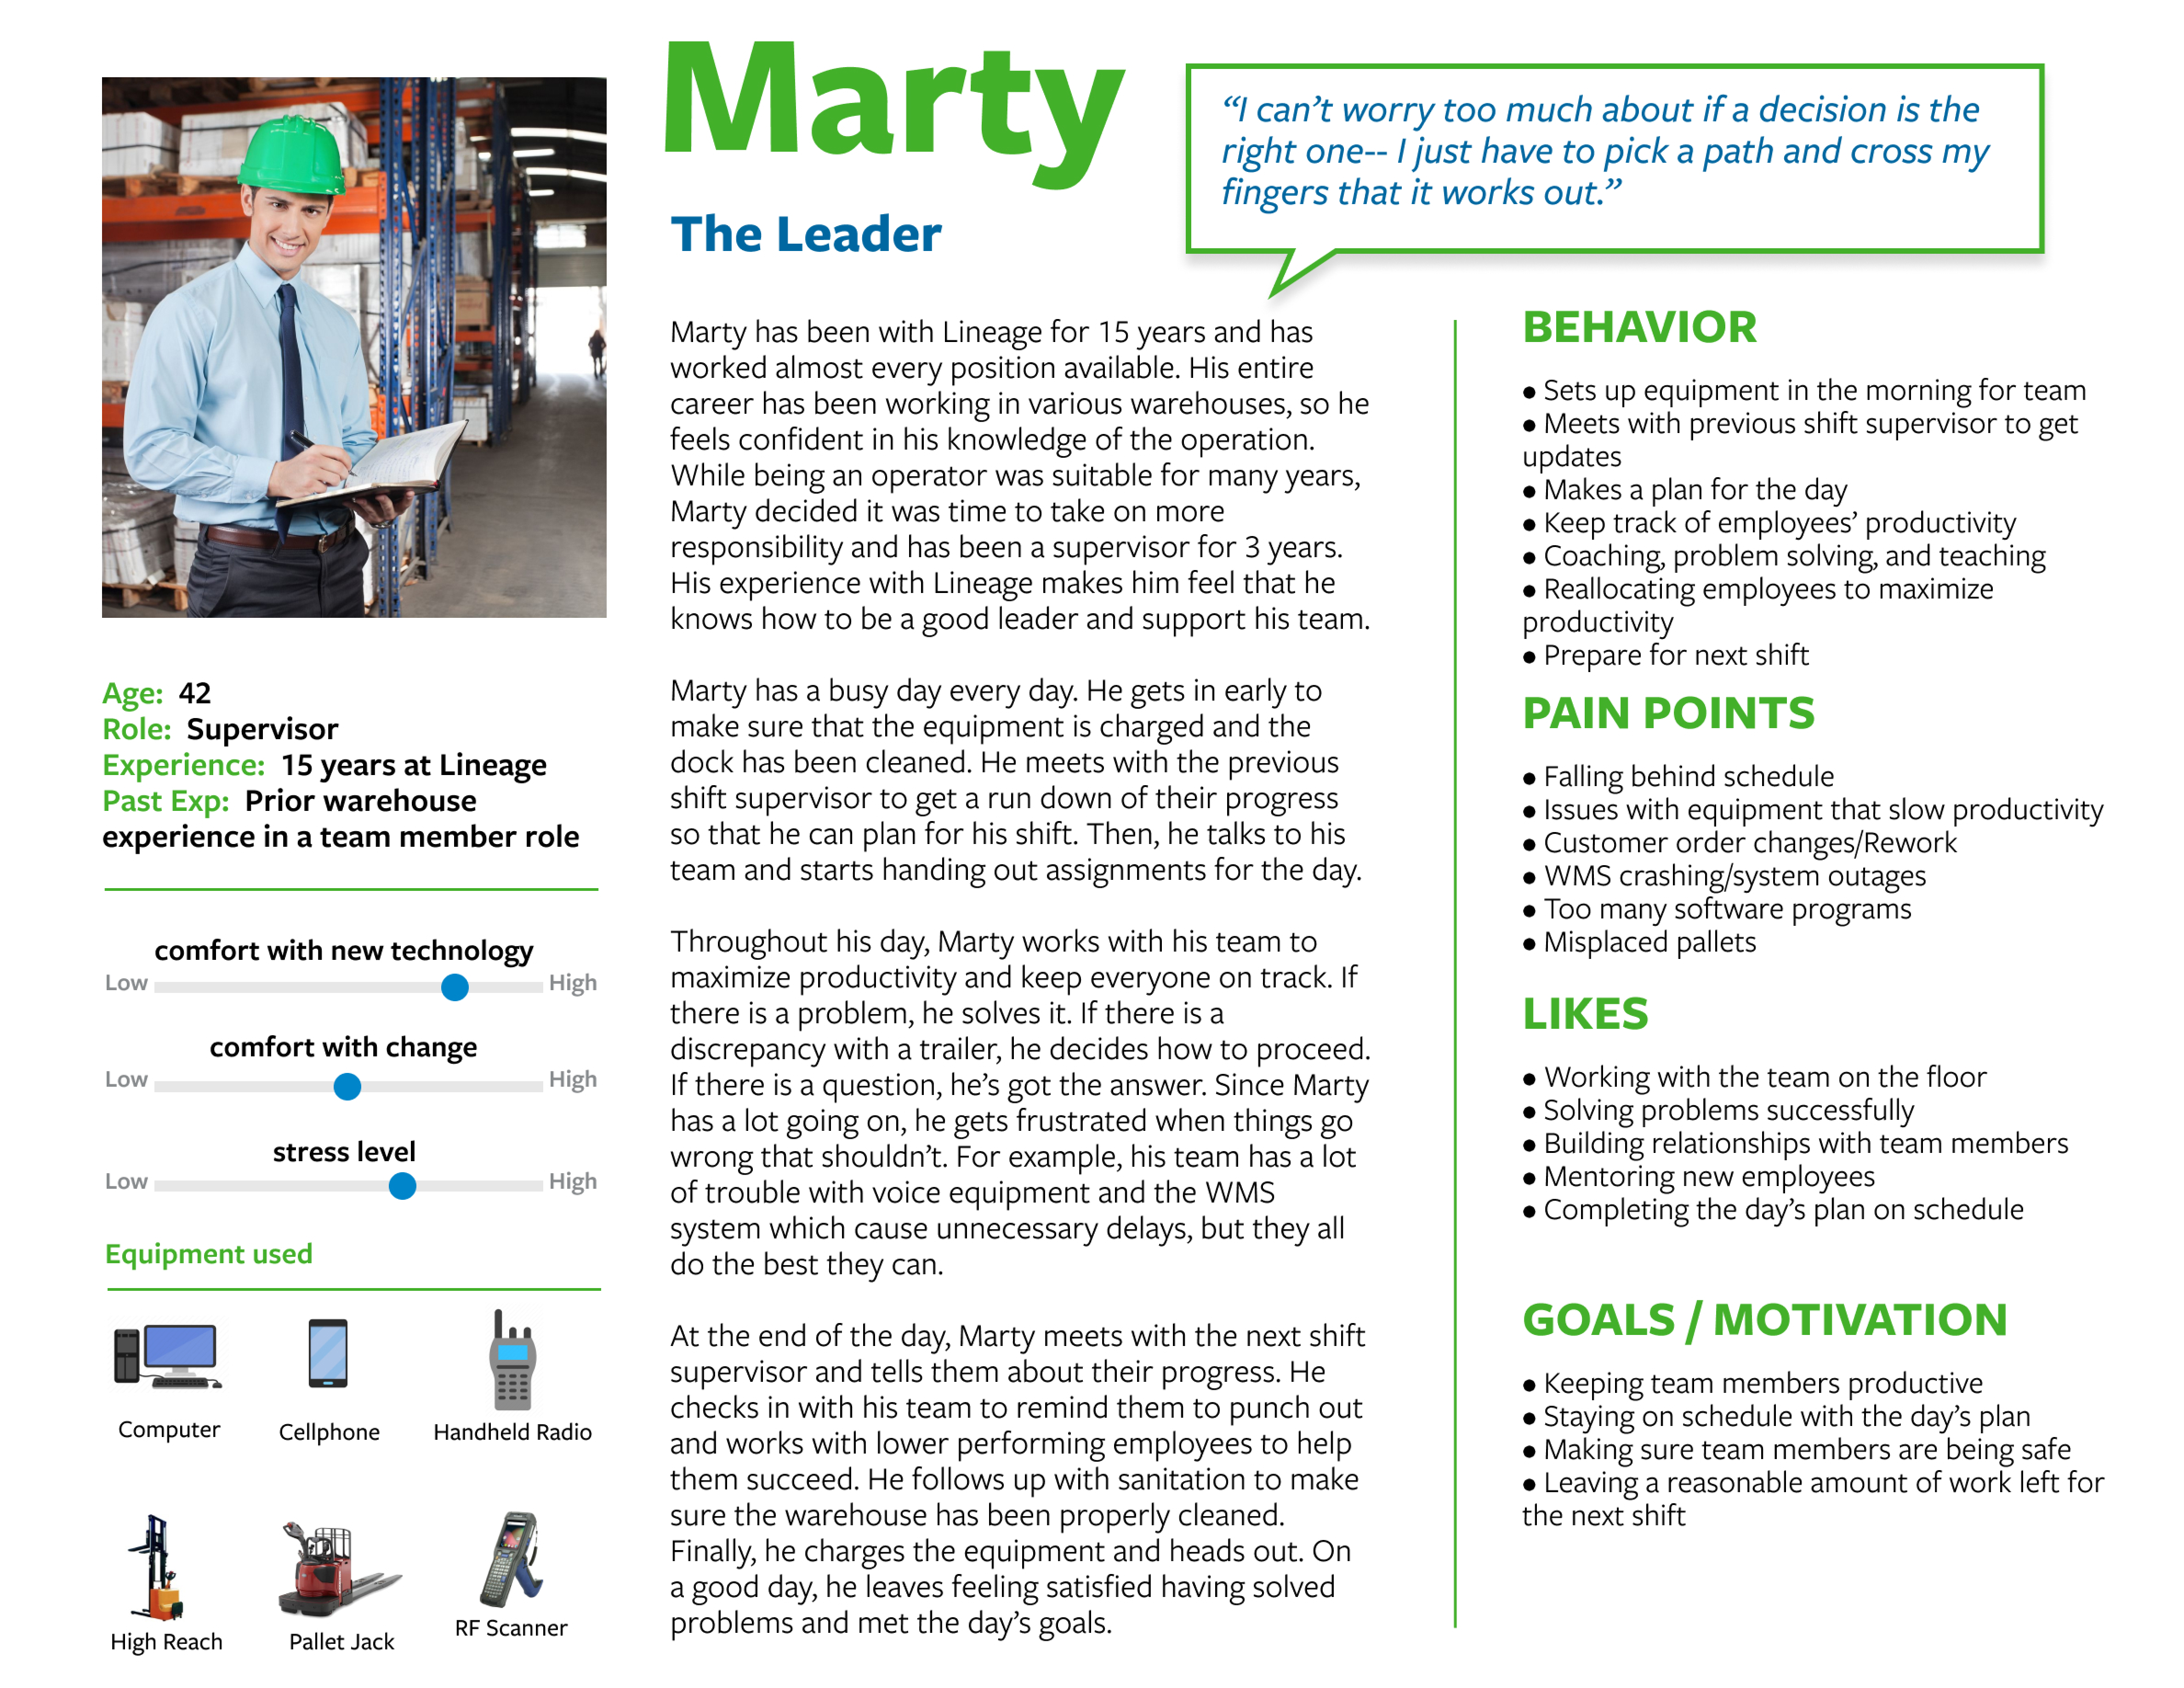 Marty
The Leader
“I can’t worry too much about if a decision is the
right one-- I just have to pick a path and cross my
fingers that it works out.”
Age: 42
Role: Supervisor
Experience: 15 years at Lineage
Past Exp: Prior warehouse
experience in a team member role
comfort with new technology
Low High
comfort with change
Low High
stress level
Low High
Equipment used
Computer
Cellphone
Handheld Radio
High Reach
Pallet Jack
RF Scanner
Marty has been with Lineage for 15 years and has
worked almost every position available. His entire
career has been working in various warehouses, so he
feels confident in his knowledge of the operation.
While being an operator was suitable for many years,
Marty decided it was time to take on more
responsibility and has been a supervisor for 3 years.
His experience with Lineage makes him feel that he
knows how to be a good leader and support his team.
Marty has a busy day every day. He gets in early to
make sure that the equipment is charged and the
dock has been cleaned. He meets with the previous
shift supervisor to get a run down of their progress
so that he can plan for his shift. Then, he talks to his
team and starts handing out assignments for the day.
Throughout his day, Marty works with his team to
maximize productivity and keep everyone on track. If
there is a problem, he solves it. If there is a
discrepancy with a trailer, he decides how to proceed.
If there is a question, he’s got the answer. Since Marty
has a lot going on, he gets frustrated when things go
wrong that shouldn’t. For example, his team has a lot
of trouble with voice equipment and the WMS
system which cause unnecessary delays, but they all
do the best they can.
At the end of the day, Marty meets with the next shift
supervisor and tells them about their progress. He
checks in with his team to remind them to punch out
and works with lower performing employees to help
them succeed. He follows up with sanitation to make
sure the warehouse has been properly cleaned.
Finally, he charges the equipment and heads out. On
a good day, he leaves feeling satisfied having solved
problems and met the day’s goals.
BEHAVIOR
• Sets up equipment in the morning for team
• Meets with previous shift supervisor to get
updates
• Makes a plan for the day
• Keep track of employees’ productivity
• Coaching, problem solving, and teaching
• Reallocating employees to maximize
productivity
• Prepare for next shift
PAIN POINTS
• Falling behind schedule
• Issues with equipment that slow productivity
• Customer order changes/Rework
• WMS crashing/system outages
• Too many software programs
• Misplaced pallets
LIKES
• Working with the team on the floor
• Solving problems successfully
• Building relationships with team members
• Mentoring new employees
• Completing the day’s plan on schedule
GOALS / MOTIVATION
• Keeping team members productive
• Staying on schedule with the day’s plan
• Making sure team members are being safe
• Leaving a reasonable amount of work left for
the next shift